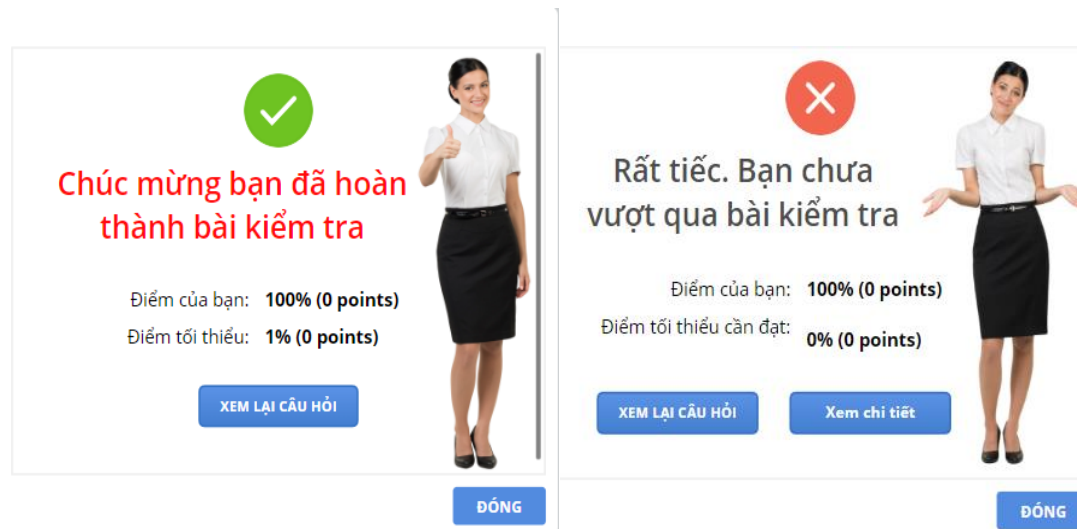 Chúc mừng bạn đã hoàn
thành bài kiểm tra
Điểm của bạn: 100% (0 points)
Điểm tối thiểu: 1% (0 points)
XEM LẠI CÂU HỎI
ĐÓNG
Rất tiếc. Bạn chưa
vượt qua bài kiểm tra
Điểm của bạn: 100% (0 points)
Điểm tối thiểu cần đạt: 0% (0 points)
XEM LẠI CÂU HỎI
Xem chi tiết
ĐÓNG